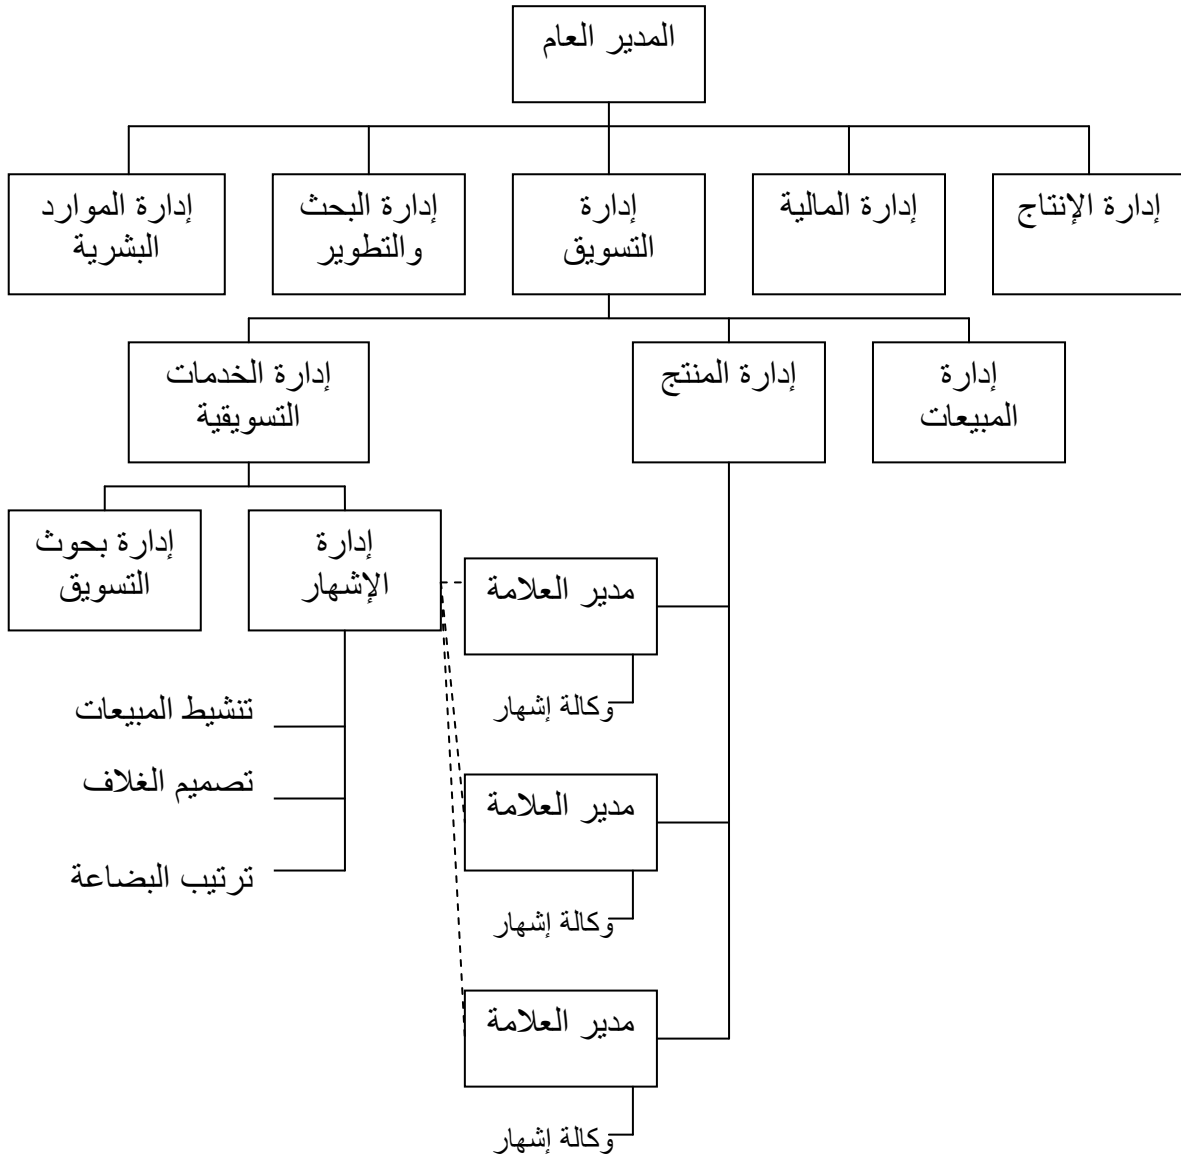 المدير العام
إدارة الإنتاج
إدارة المالية
إدارة
التسويق
إدارة البحث
والتطوير
إدارة الموارد
البشرية
إدارة
المبيعات
إدارة المنتج
إدارة الخدمات
التسويقية
إدارة
الإشهار
إدارة بحوث
التسويق
مدير العلامة
وكالة إشهار
مدير العلامة
وكالة إشهار
مدير العلامة
وكالة إشهار
تنشيط المبيعات
تصميم الغلاف
ترتيب البضاعة